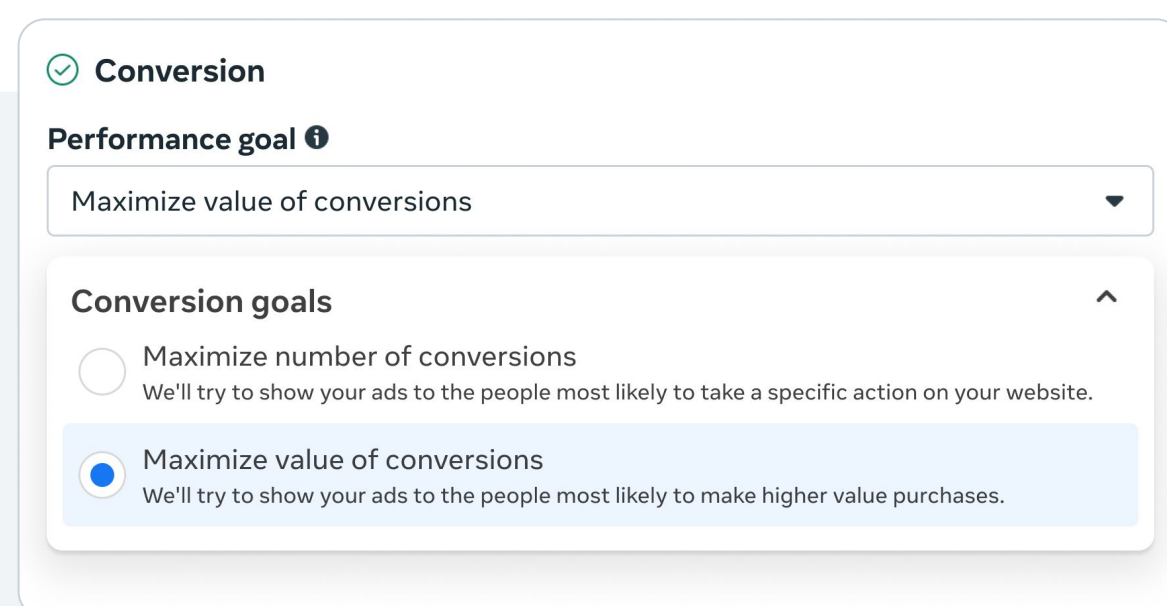 Conversion
Performance goal
Maximize value of conversions
Conversion goals
Maximize number of conversions
We'll try to show your ads to the people most likely to take a specific action on your website.
Maximize value of conversions
We'll try to show your ads to the people most likely to make higher value purchases.